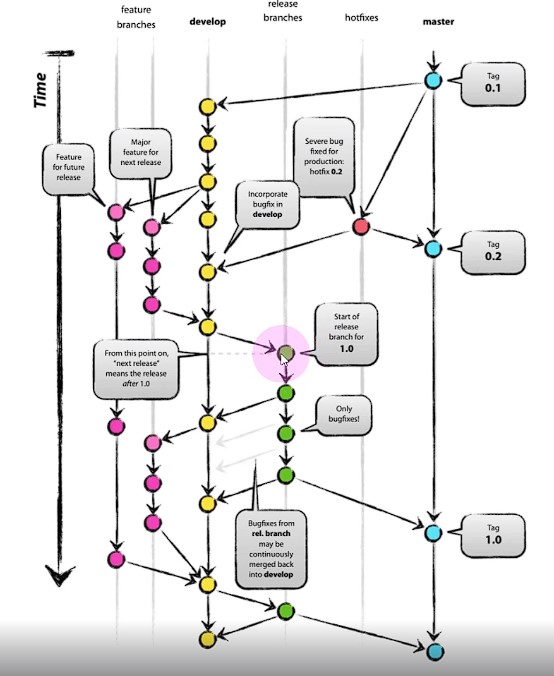 feature
branches
develop
release
branches
hotfixes
master
Time
Tag
0.1
Feature
for future
release
Major
feature for
next release
Severe bug
fixed for
production:
hotfix 0.2
Incorporate
bugfix in
develop
Tag
0.2
Start of
release
branch for
1.0
From this point on,
"next release"
means the release
after 1.0
Only
bugfixes!
Bugfixes from
rel. branch
may be
continuously
merged back
into develop
Tag
1.0